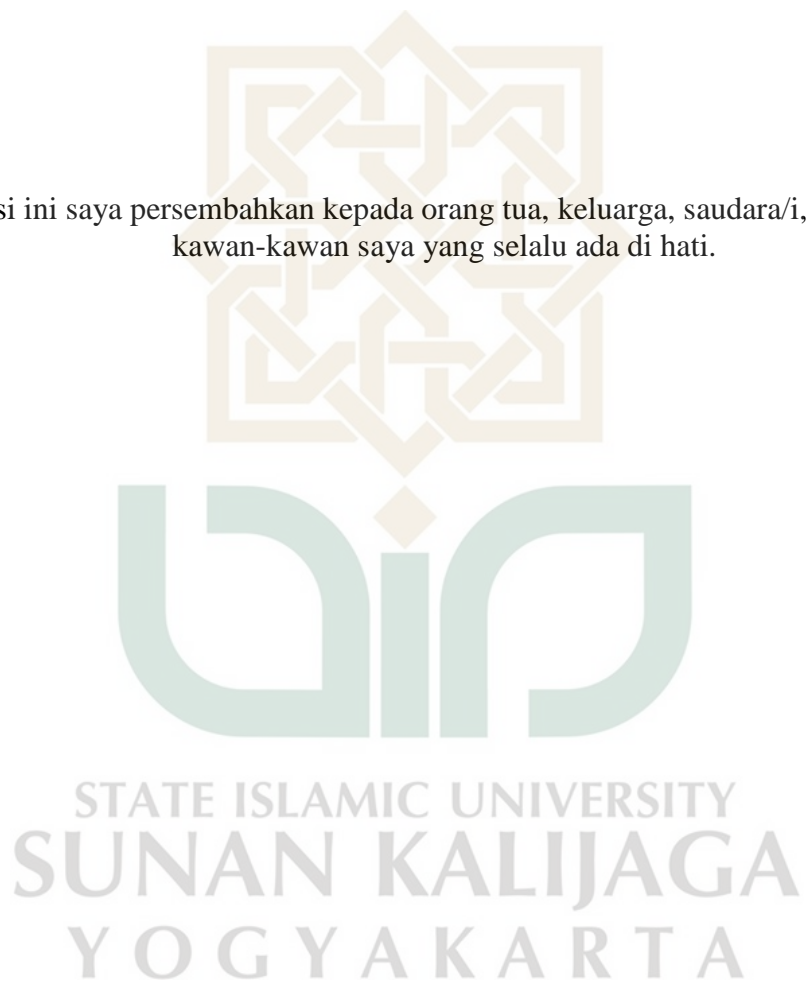 si ini saya persembahkan kepada orang tua, keluarga, saudara/i,
kawan-kawan saya yang selalu ada di hati.
STATE ISLAMIC UNIVERSITY
SUNAN KALIJAGA
YOGYAKARTA